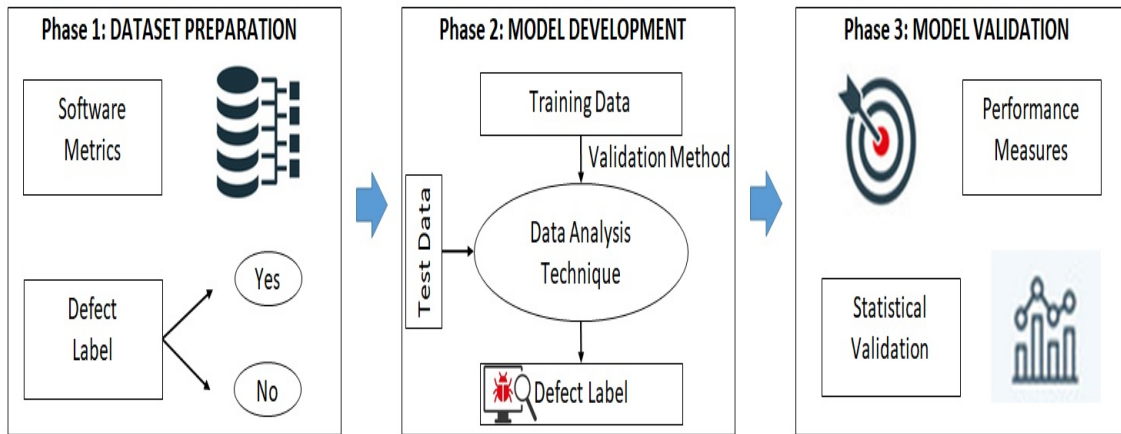 Phase 1: DATASET PREPARATION
Software
Metrics
Defect
Label
Yes
No
Phase 2: MODEL DEVELOPMENT
Training Data
Validation Method
Test Data
Data Analysis
Technique
Defect Label
Phase 3: MODEL VALIDATION
Performance
Measures
Statistical
Validation